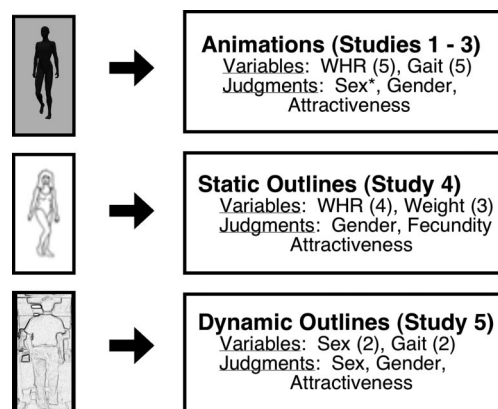 Animations (Studies 1 - 3)
Variables: WHR (5), Gait (5)
Judgments: Sex*, Gender,
Attractiveness
Static Outlines (Study 4)
Variables: WHR (4), Weight (3)
Judgments: Gender, Fecundity
Attractiveness
Dynamic Outlines (Study 5)
Variables: Sex (2), Gait (2)
Judgments: Sex, Gender,
Attractiveness